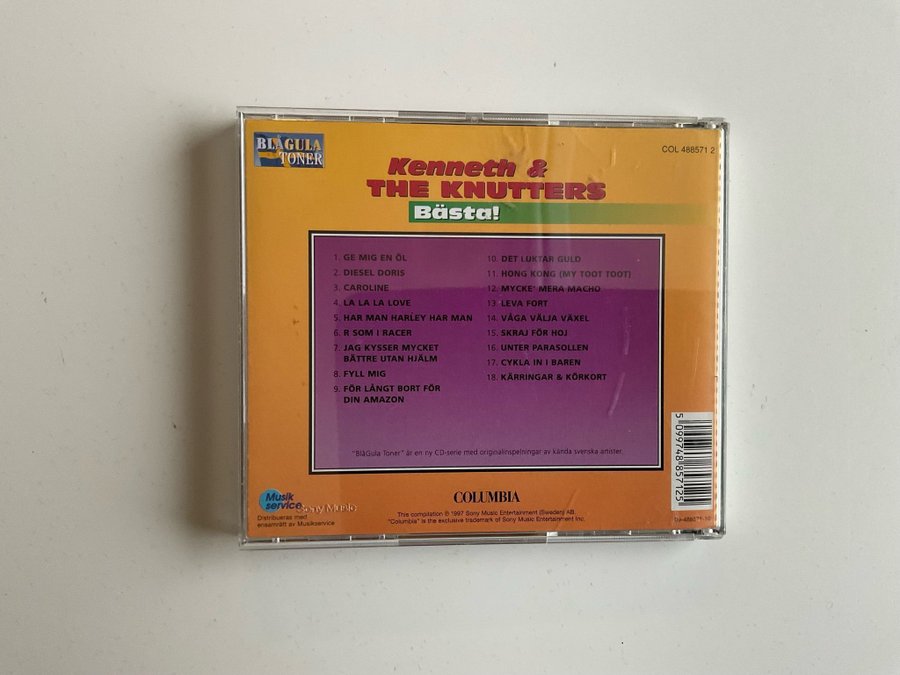 BLÅGULA
TONER
COL 488571 2
Kenneth &
THE KNUTTERS
Bästa!
1. GE MIG EN ÖL
2. DIESEL DORIS
3. CAROLINE
4. LA LA LA LOVE
5. HAR MAN HARLEY HAR MAN
6. R SOM I RACER
7. JAG KYSSER MYCKET
BÄTTRE UTAN HJÄLM
8. FYLL MIG
9. FÖR LÅNGT BORT FÖR
DIN AMAZON
10. DET LUKTAR GULD
11. HONG KONG (MY TOOT TOOT)
12. MYCKE' MERA MACHO
13. LEVA FORT
14. VÅGA VÄLJA VÄXEL
15. SKRAJ FÖR HOJ
16. UNTER PARASOLLEN
17. CYKLA IN I BAREN
18. KÄRRINGAR & KÖRKORT
"BlåGula Toner" är en ny CD-serie med originalinspelningar av kända svenska artister.
5 099748 857125
Musik
service
Sony Music
Distribueras med
ensamrätt av Musikservice
COLUMBIA
This compilation ℗ 1997 Sony Music Entertainment (Sweden) AB.
"Columbia" is the exclusive trademark of Sony Music Entertainment Inc.